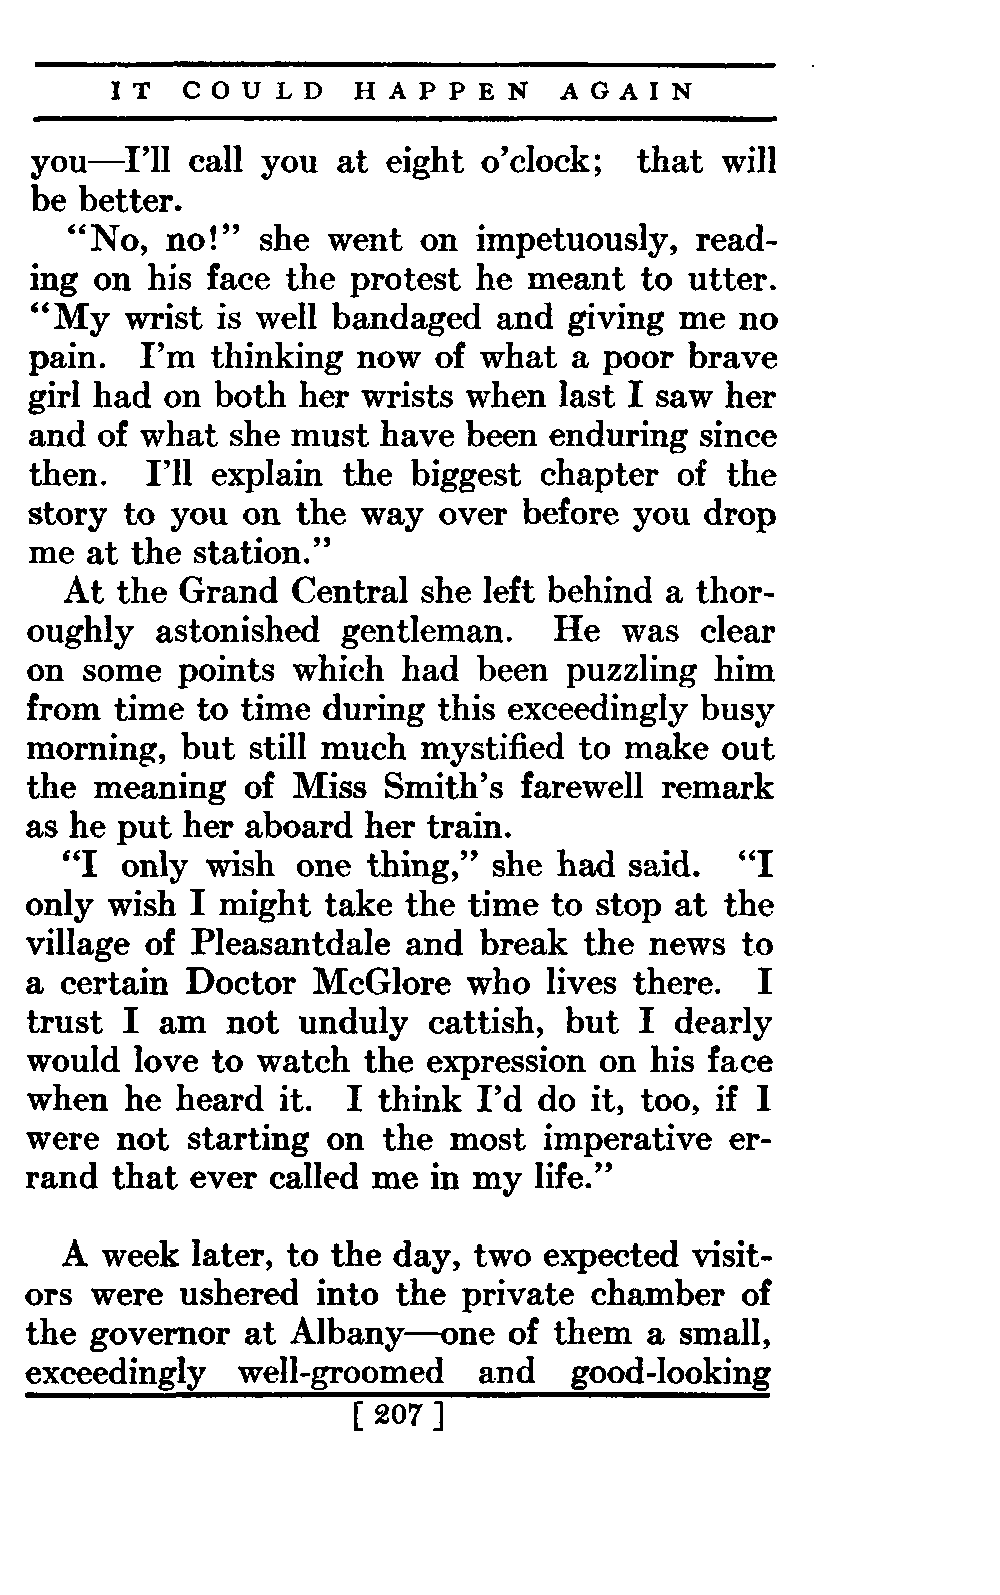 IT COULD HAPPEN AGAIN
you—I'll call you at eight o'clock; that will
be better.
"No, no!" she went on impetuously, read-
ing on his face the protest he meant to utter.
"My wrist is well bandaged and giving me no
pain. I'm thinking now of what a poor brave
girl had on both her wrists when last I saw her
and of what she must have been enduring since
then. I'll explain the biggest chapter of the
story to you on the way over before you drop
me at the station."
At the Grand Central she left behind a thor-
oughly astonished gentleman. He was clear
on some points which had been puzzling him
from time to time during this exceedingly busy
morning, but still much mystified to make out
the meaning of Miss Smith's farewell remark
as he put her aboard her train.
"I only wish one thing," she had said. "I
only wish I might take the time to stop at the
village of Pleasantdale and break the news to
a certain Doctor McGlore who lives there. I
trust I am not unduly cattish, but I dearly
would love to watch the expression on his face
when he heard it. I think I'd do it, too, if I
were not starting on the most imperative er-
rand that ever called me in my life."
A week later, to the day, two expected visit-
ors were ushered into the private chamber of
the governor at Albany—one of them a small,
exceedingly well-groomed and good-looking
[ 207 ]